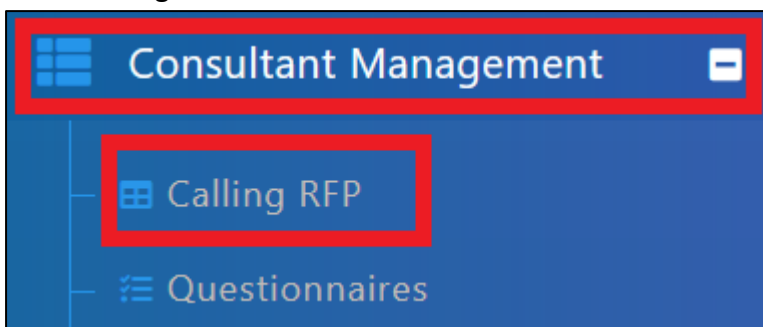 Consultant Management
Calling RFP
Questionnaires